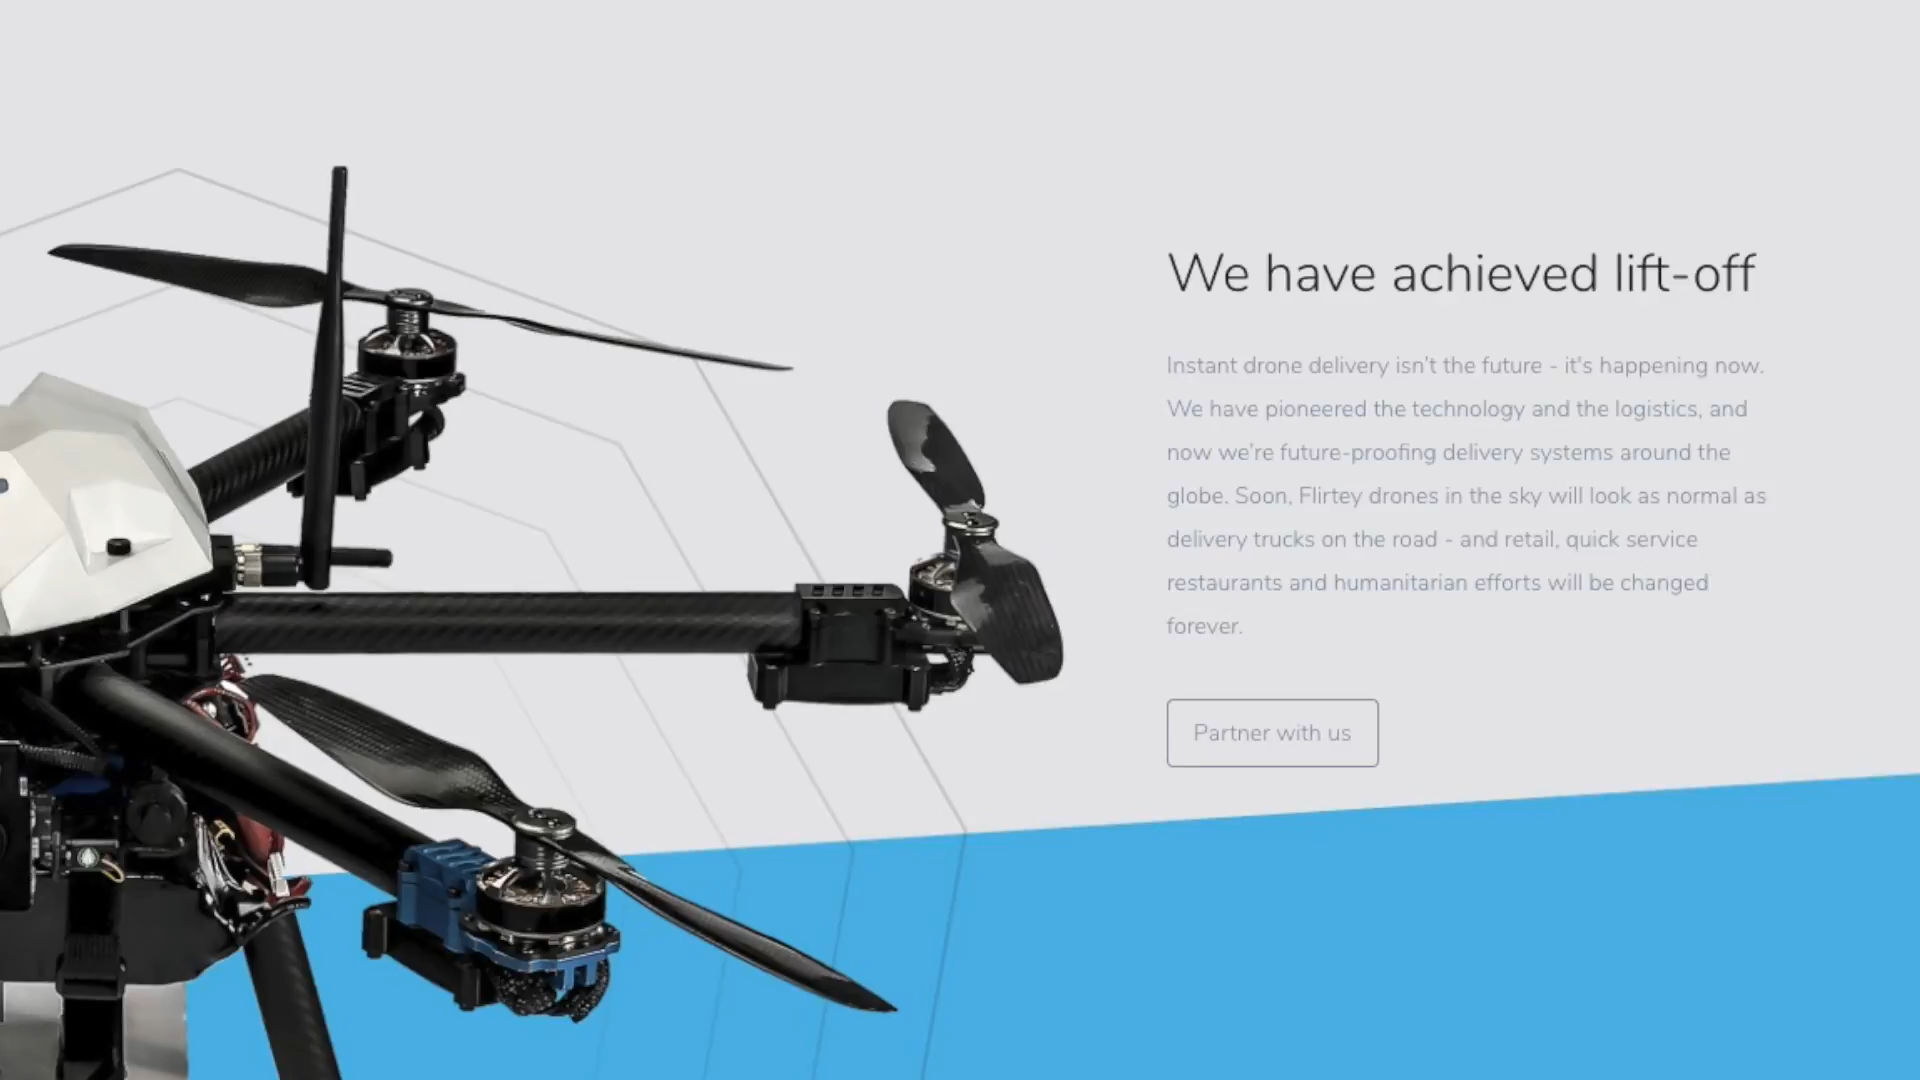 We have achieved lift-off
Instant drone delivery isn't the future - it's happening now.
We have pioneered the technology and the logistics, and
now we're future-proofing delivery systems around the
globe. Soon, Flirtey drones in the sky will look as normal as
delivery trucks on the road - and retail, quick service
restaurants and humanitarian efforts will be changed
forever.
Partner with us